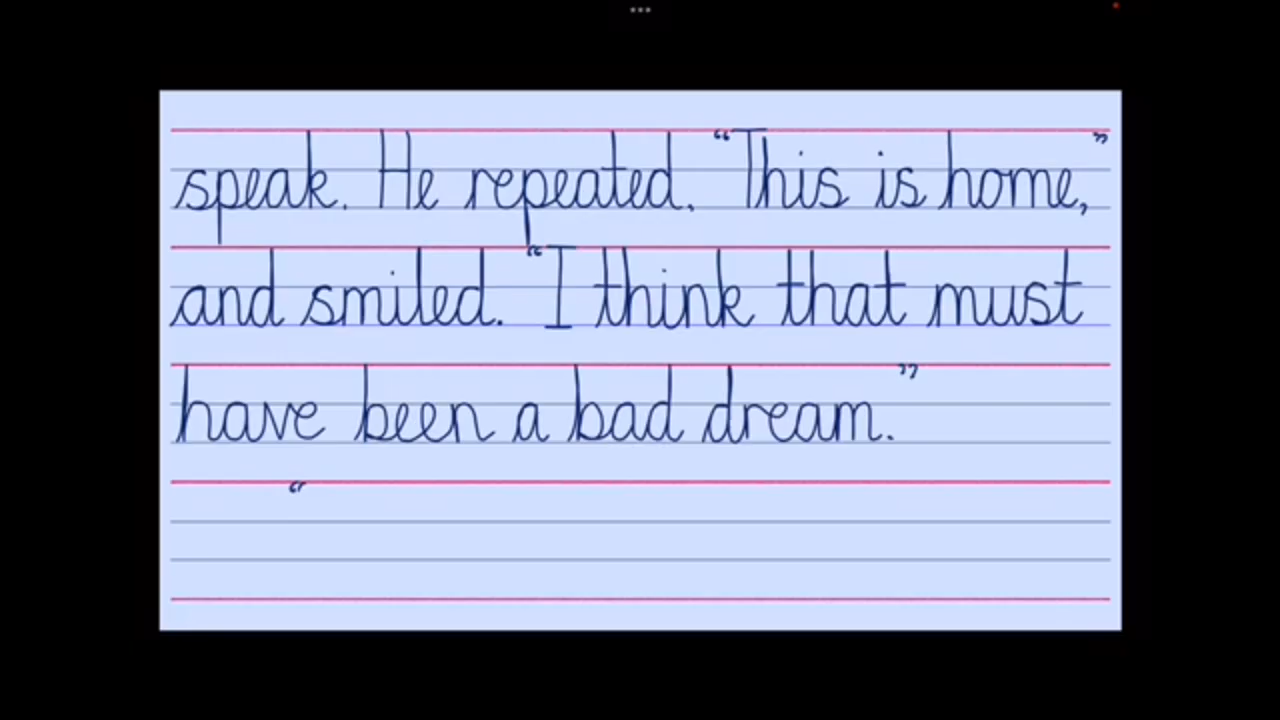 speak. He repeated. “This is home,”
and smiled. “I think that must
have been a bad dream.”
“